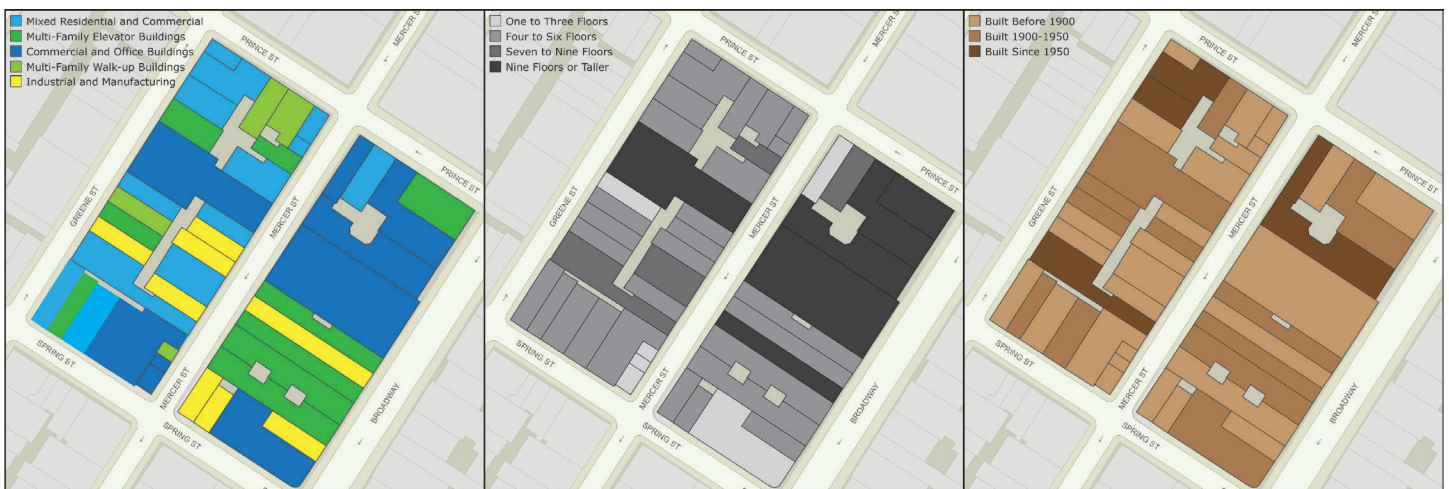 Mixed Residential and Commercial
Multi-Family Elevator Buildings
Commercial and Office Buildings
Multi-Family Walk-up Buildings
Industrial and Manufacturing
PRINCE ST
MERCER ST
PRINCE ST
GREENE ST
MERCER ST
BROADWAY
SPRING ST
MERCER ST
SPRING ST
One to Three Floors
Four to Six Floors
Seven to Nine Floors
Nine Floors or Taller
PRINCE ST
MERCER ST
PRINCE ST
GREENE ST
MERCER ST
BROADWAY
SPRING ST
MERCER ST
SPRING ST
Built Before 1900
Built 1900-1950
Built Since 1950
PRINCE ST
MERCER ST
PRINCE ST
GREENE ST
MERCER ST
BROADWAY
SPRING ST
MERCER ST
SPRING ST